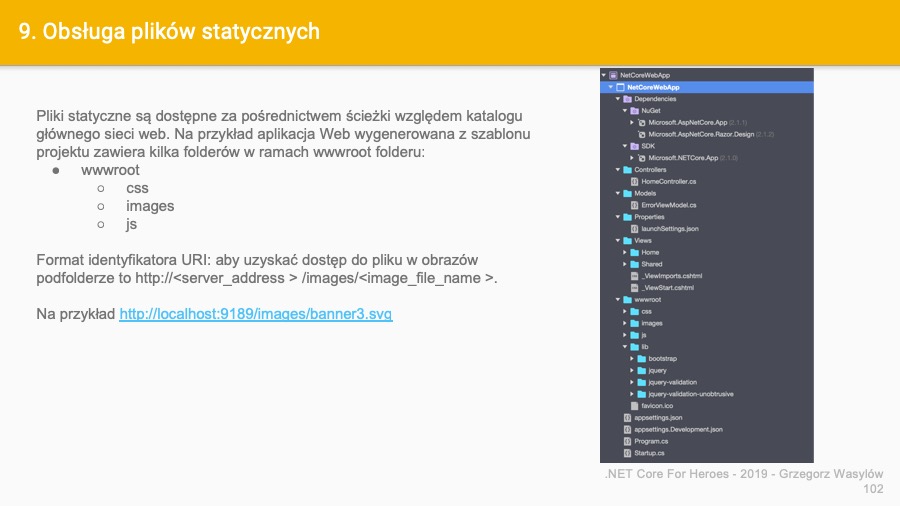 9. Obsługa plików statycznych
Pliki statyczne są dostępne za pośrednictwem ścieżki względem katalogu
głównego sieci web. Na przykład aplikacja Web wygenerowana z szablonu
projektu zawiera kilka folderów w ramach wwwroot folderu:
● wwwroot
○ css
○ images
○ js
Format identyfikatora URI: aby uzyskać dostęp do pliku w obrazów
podfolderze to http://<server_address > /images/<image_file_name >.
Na przykład http://localhost:9189/images/banner3.svg
NetCoreWebApp
NetCoreWebApp
Dependencies
NuGet
Microsoft.AspNetCore.App (2.1.1)
Microsoft.AspNetCore.Razor.Design (2.1.2)
SDK
Microsoft.NETCore.App (2.1.0)
Controllers
HomeController.cs
Models
ErrorViewModel.cs
Properties
launchSettings.json
Views
Home
Shared
_ViewImports.cshtml
_ViewStart.cshtml
wwwroot
css
images
js
lib
bootstrap
jquery
jquery-validation
jquery-validation-unobtrusive
favicon.ico
appsettings.json
appsettings.Development.json
Program.cs
Startup.cs
.NET Core For Heroes - 2019 - Grzegorz Wasylów
102